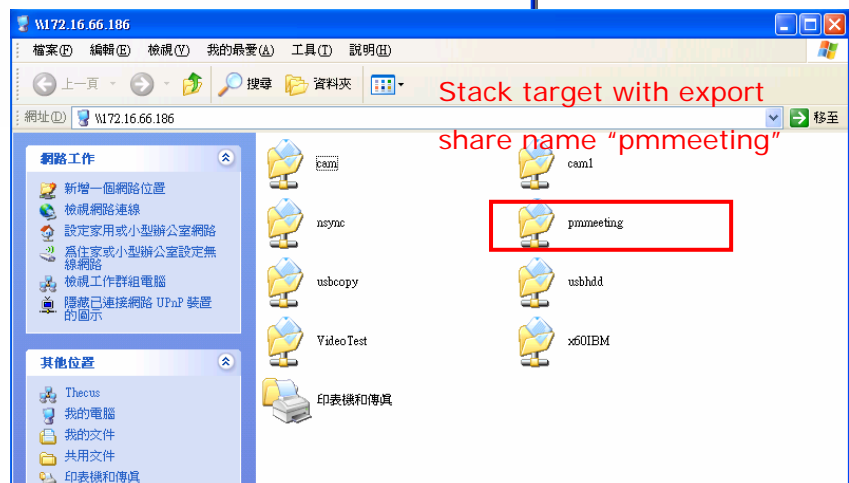 \\172.16.66.186
檔案(F) 編輯(E) 檢視(V) 我的最愛(A) 工具(T) 說明(H)
上一頁 搜尋 資料夾
Stack target with export
share name “pmmeeting”
網址(D) \\172.16.66.186 移至
網路工作
新增一個網路位置
檢視網路連線
設定家用或小型辦公室網路
為住家或小型辦公室設定無
線網路
檢視工作群組電腦
隱藏已連接網路 UPnP 裝置
的圖示
其他位置
Thecus
我的電腦
我的文件
共用文件
印表機和傳真
cam
cam1
nsync
pmmeeting
usbcopy
usbhdd
VideoTest
x60IBM
印表機和傳真